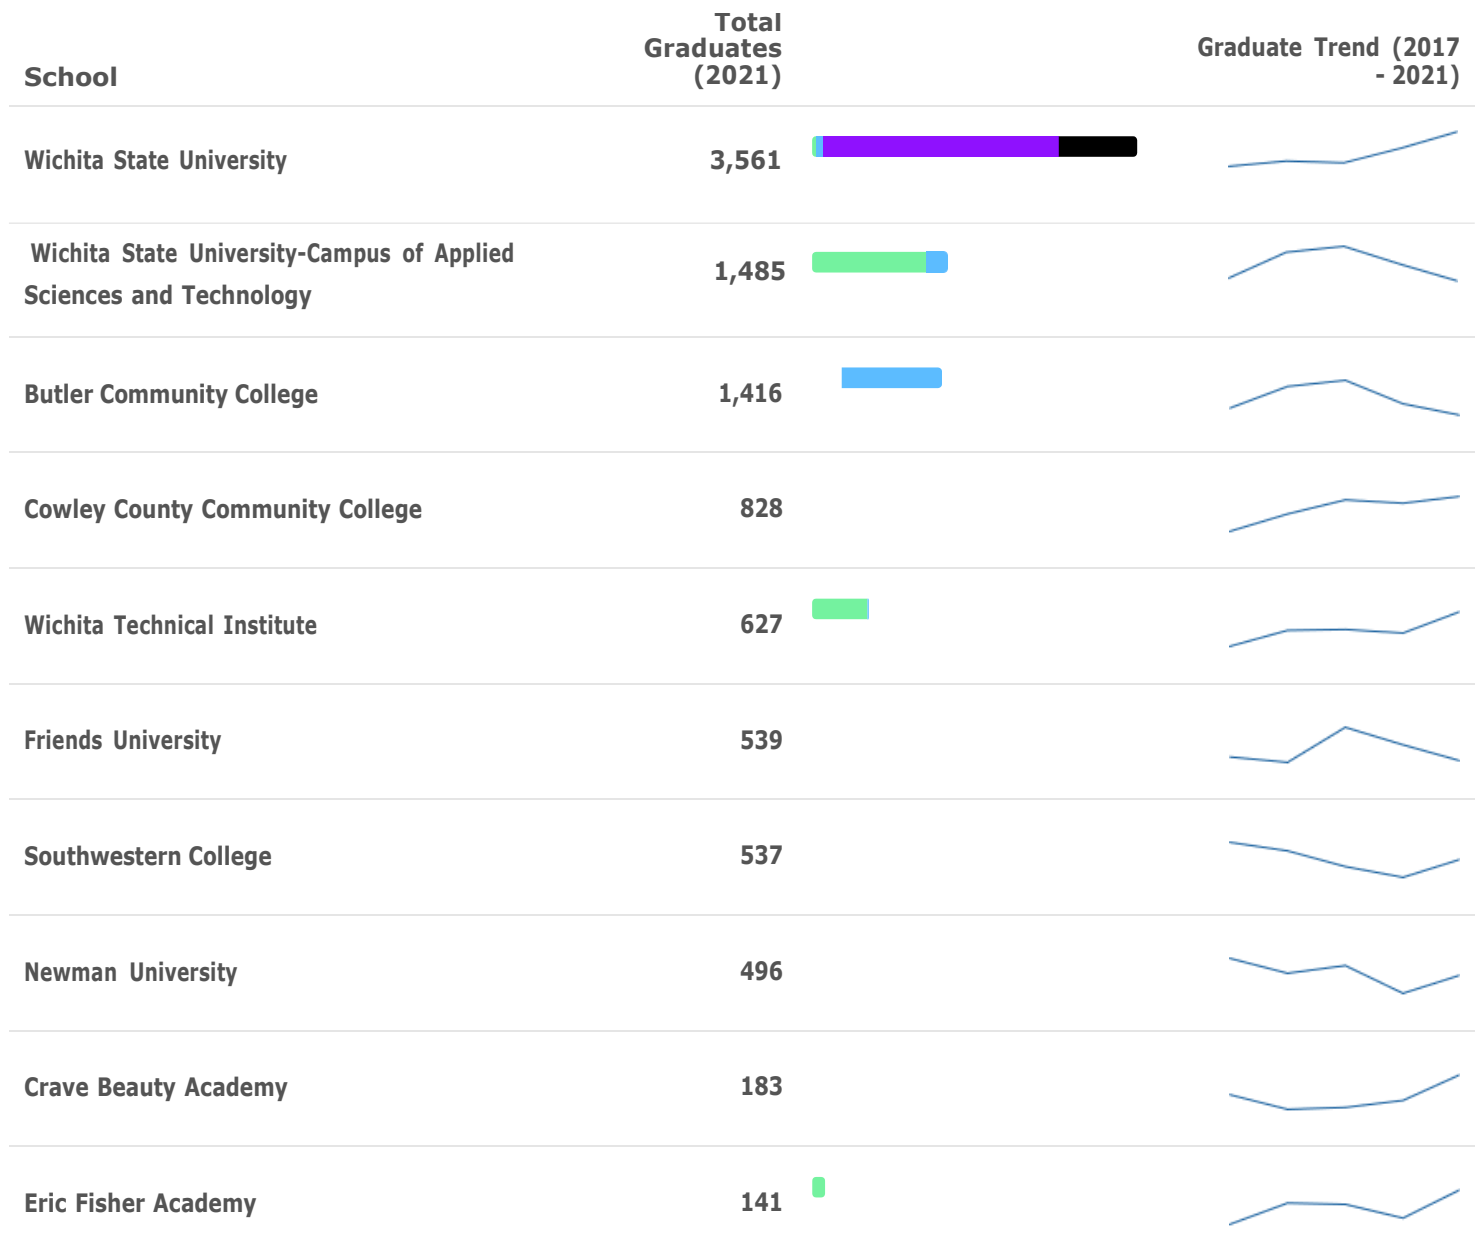 School
Total
Graduates
(2021)
Graduate Trend (2017
- 2021)
Wichita State University
3,561
Wichita State University-Campus of Applied
Sciences and Technology
1,485
Butler Community College
1,416
Cowley County Community College
828
Wichita Technical Institute
627
Friends University
539
Southwestern College
537
Newman University
496
Crave Beauty Academy
183
Eric Fisher Academy
141